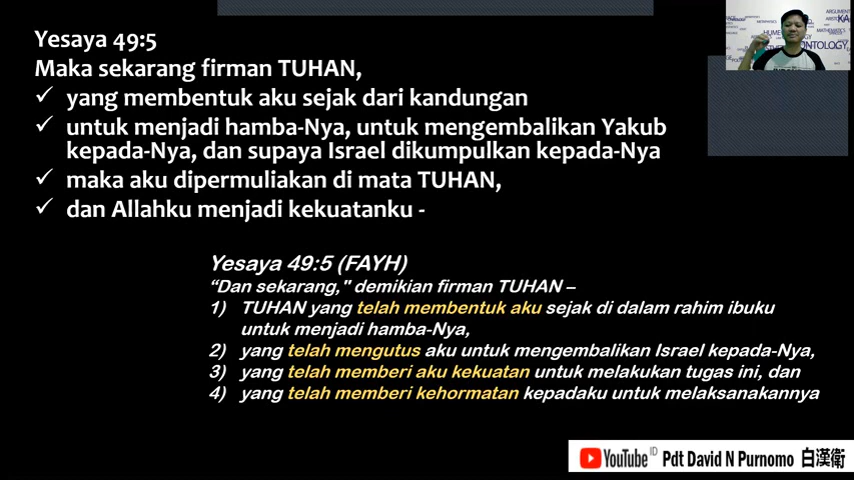 Yesaya 49:5
Maka sekarang firman TUHAN,
✓ yang membentuk aku sejak dari kandungan
✓ untuk menjadi hamba-Nya, untuk mengembalikan Yakub
kepada-Nya, dan supaya Israel dikumpulkan kepada-Nya
✓ maka aku dipermuliakan di mata TUHAN,
✓ dan Allahku menjadi kekuatanku -
Yesaya 49:5 (FAYH)
“Dan sekarang," demikian firman TUHAN –
1) TUHAN yang telah membentuk aku sejak di dalam rahim ibuku
untuk menjadi hamba-Nya,
2) yang telah mengutus aku untuk mengembalikan Israel kepada-Nya,
3) yang telah memberi aku kekuatan untuk melakukan tugas ini, dan
4) yang telah memberi kehormatan kepadaku untuk melaksanakannya
YouTube ID Pdt David N Purnomo 白漢衛